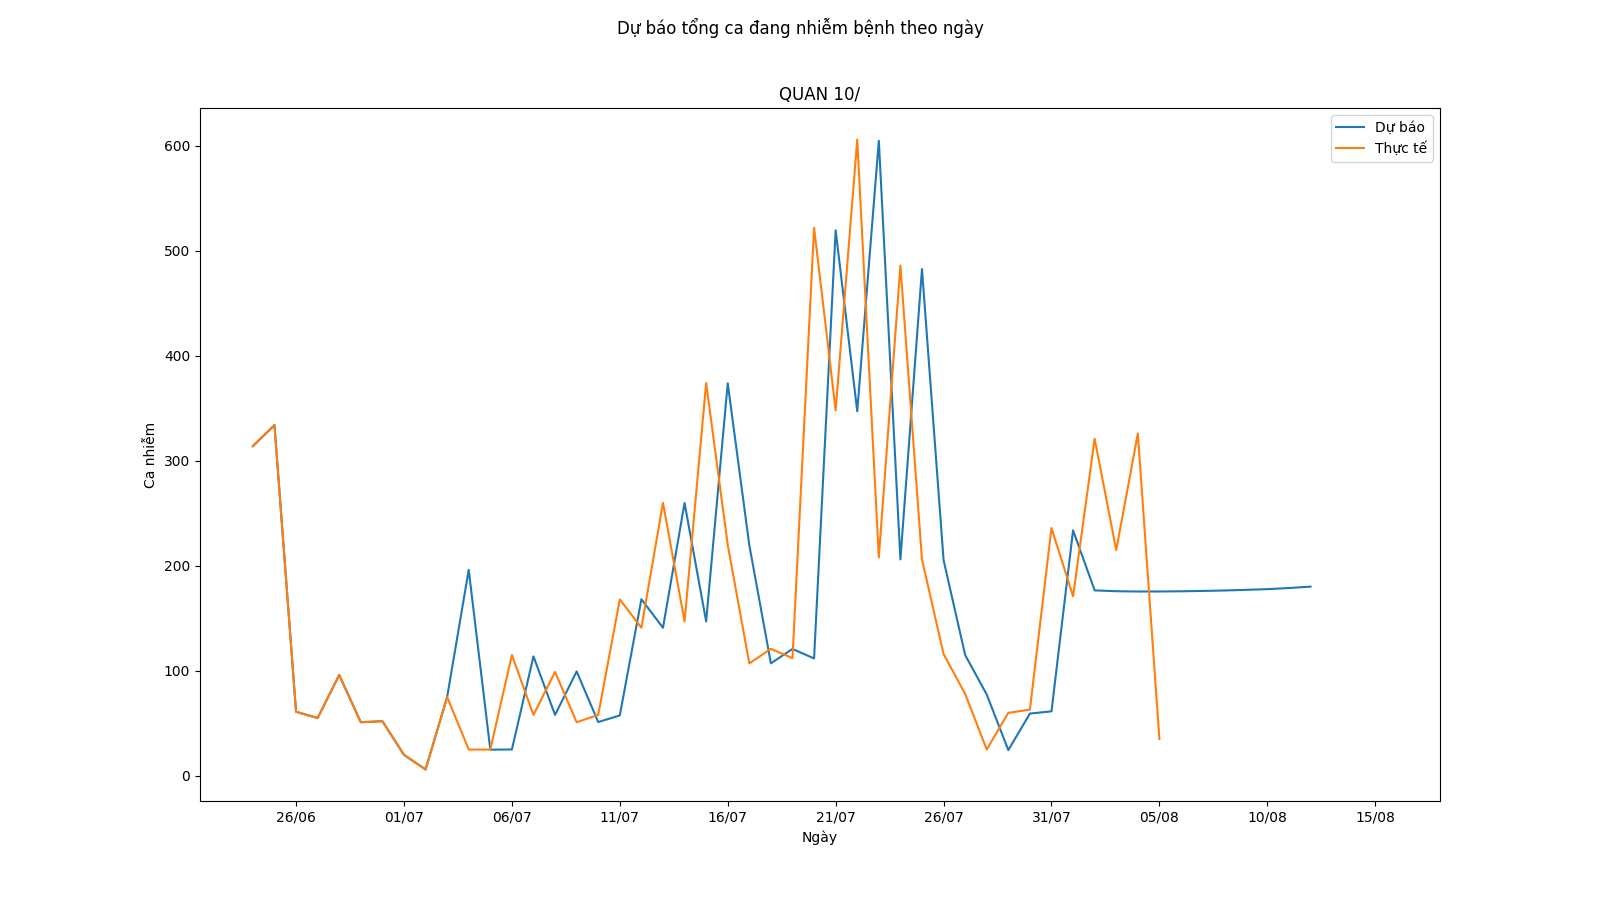 Dự báo tổng ca đang nhiễm bệnh theo ngày
QUAN 10/
Dự báo
Thực tế
600
500
400
300
200
100
0
Ca nhiễm
26/06 01/07 06/07 11/07 16/07 21/07 26/07 31/07 05/08 10/08 15/08
Ngày